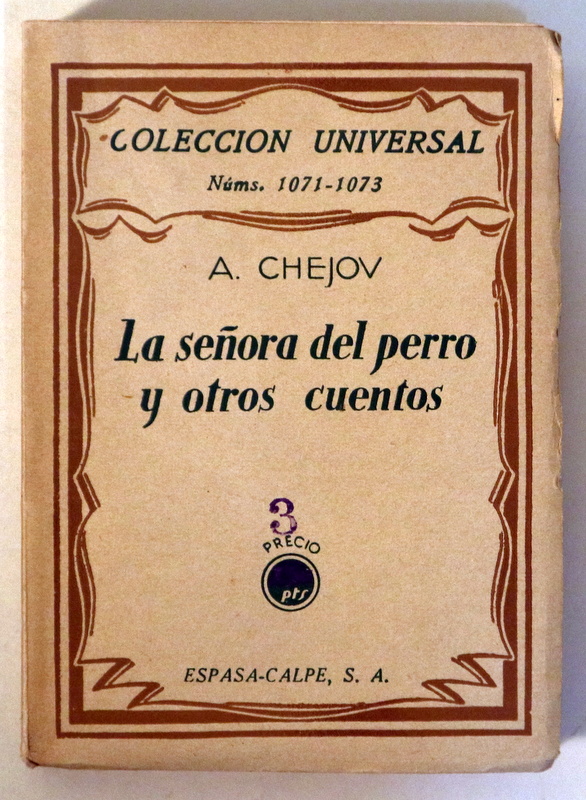 COLECCION UNIVERSAL
Núms. 1071-1073
A. CHEJOV
La señora del perro
y otros cuentos
3
PRECIO
pts
ESPASA-CALPE, S. A.